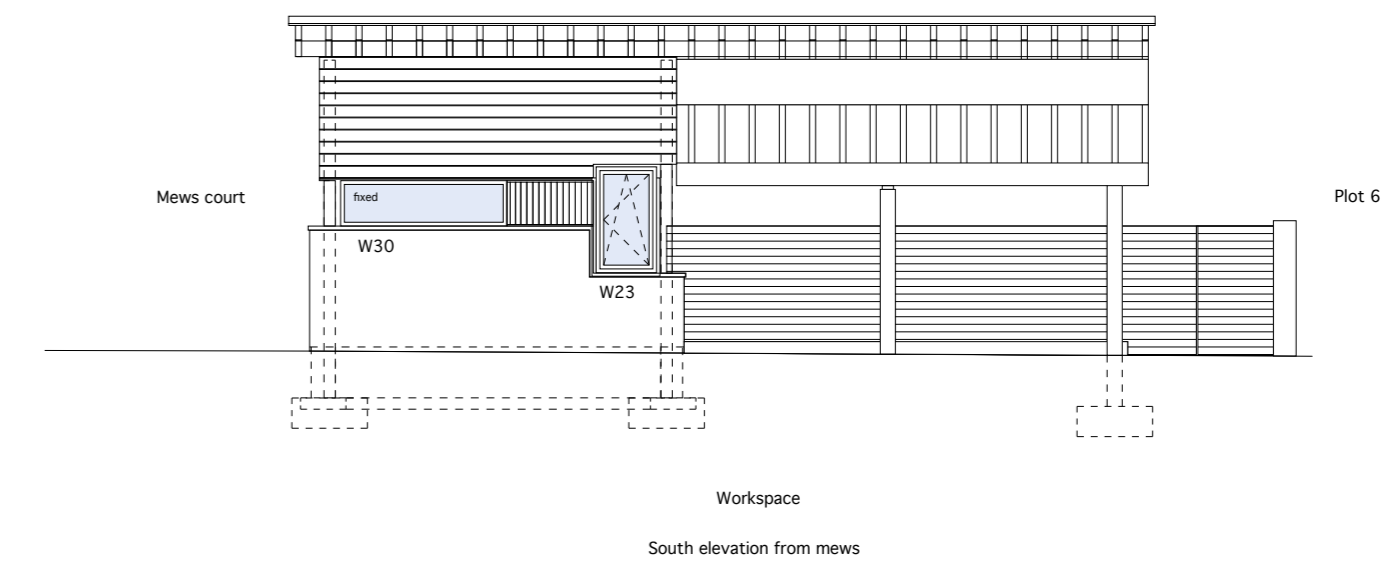 Mews court
fixed
Plot 6
W30
W23
Workspace
South elevation from mews